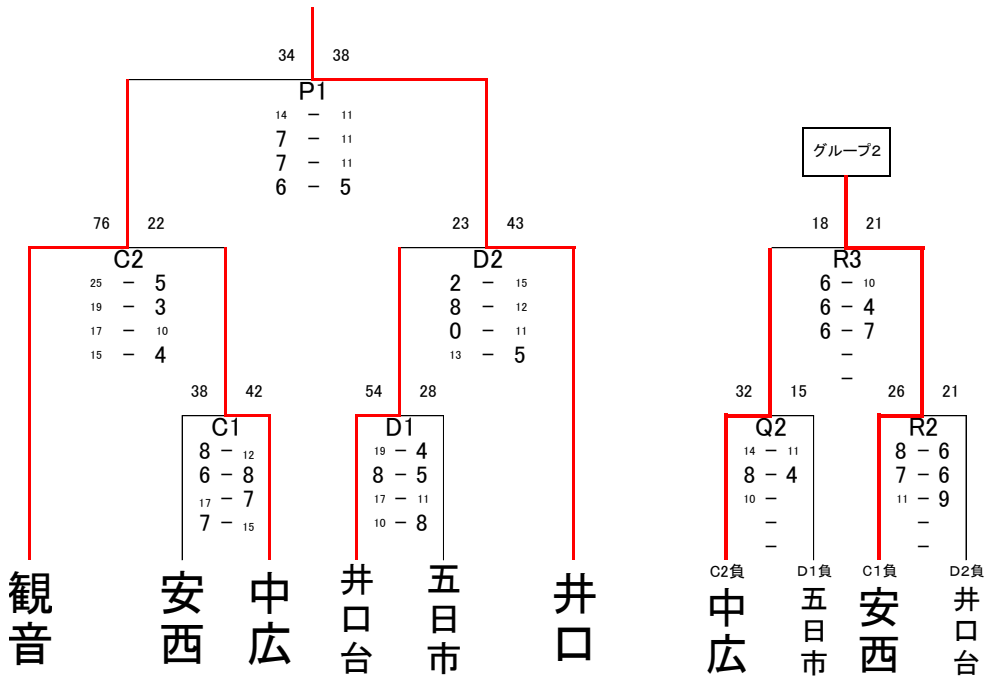 34 38
P1
14 - 11
7 - 11
7 - 11
6 - 5
グループ2
76 22
C2
25 - 5
19 - 3
17 - 10
15 - 4
23 43
D2
2 - 15
8 - 12
0 - 11
13 - 5
18 21
R3
6 - 10
6 - 4
6 - 7
-
-
38 42
C1
8 - 12
6 - 8
17 - 7
7 - 15
54 28
D1
19 - 4
8 - 5
17 - 11
10 - 8
32 15
Q2
14 - 11
8 - 4
10 -
-
-
26 21
R2
8 - 6
7 - 6
11 - 9
-
-
観音
安西
中広
井口台
五日市
井口
C2負
中広
D1負
五日市
C1負
安西
D2負
井口台